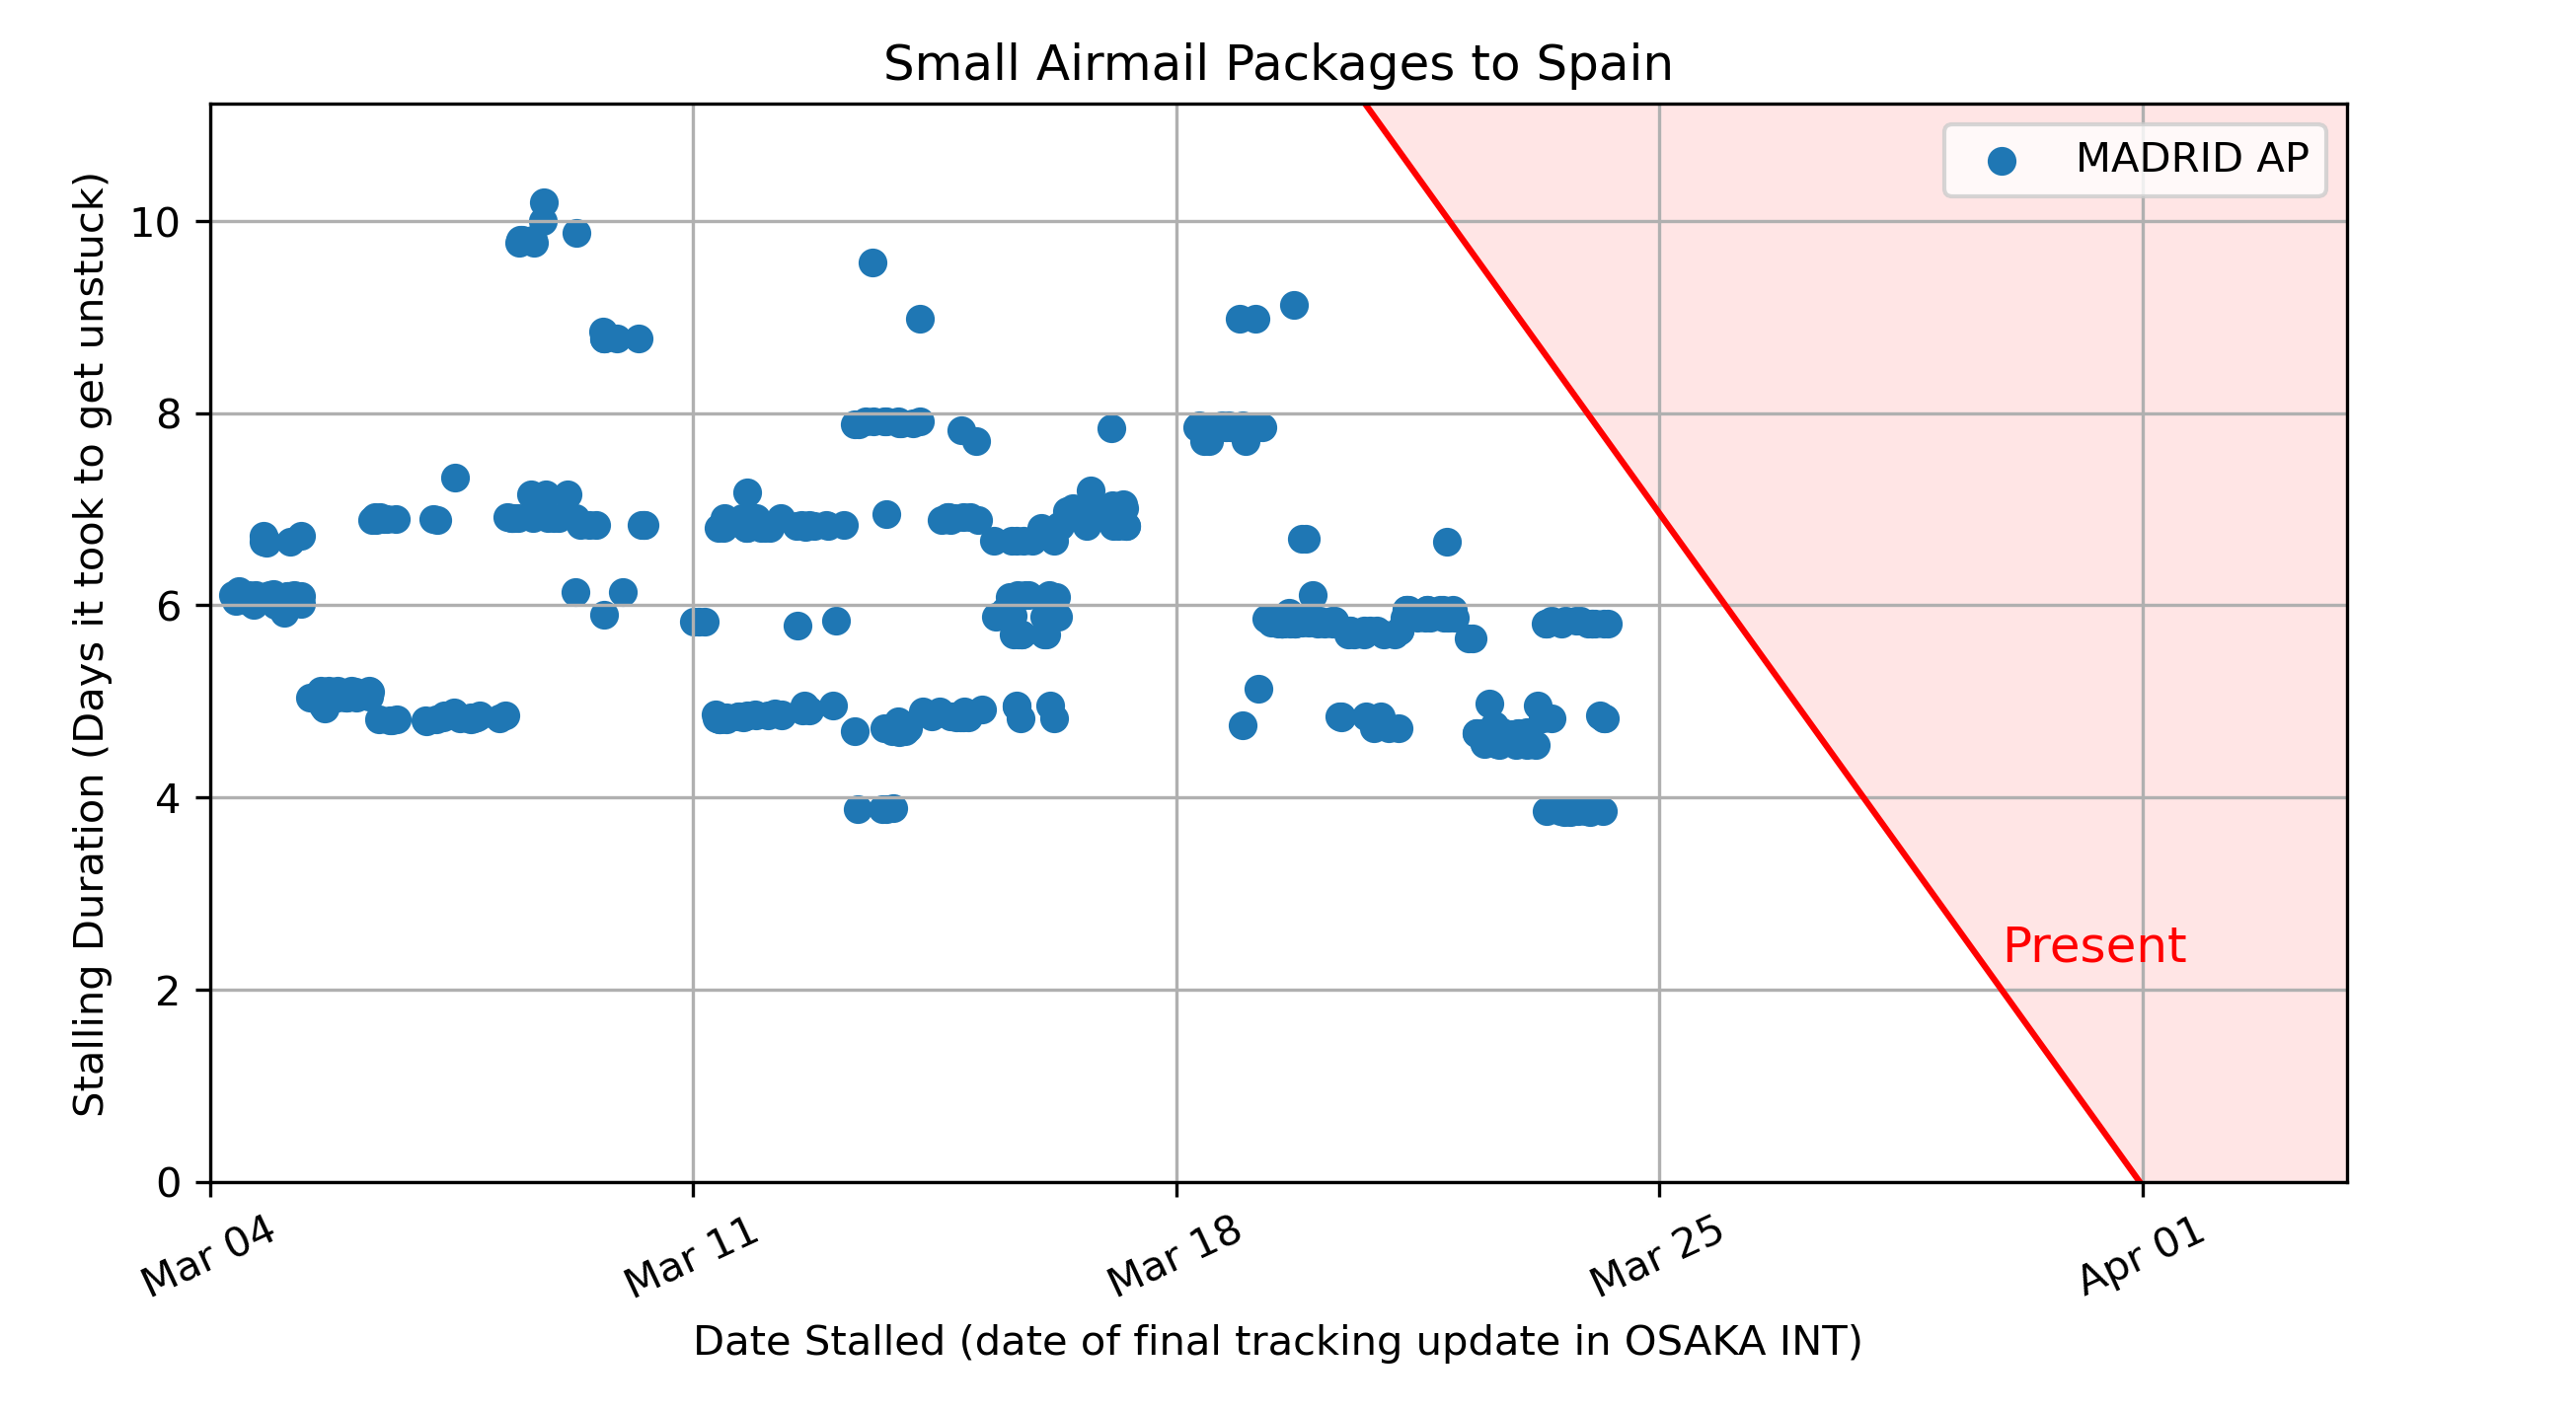 Small Airmail Packages to Spain
MADRID AP
Stalling Duration (Days it took to get unstuck)
10
8
6
4
2
0
Present
Mar 04
Mar 11
Mar 18
Mar 25
Apr 01
Date Stalled (date of final tracking update in OSAKA INT)